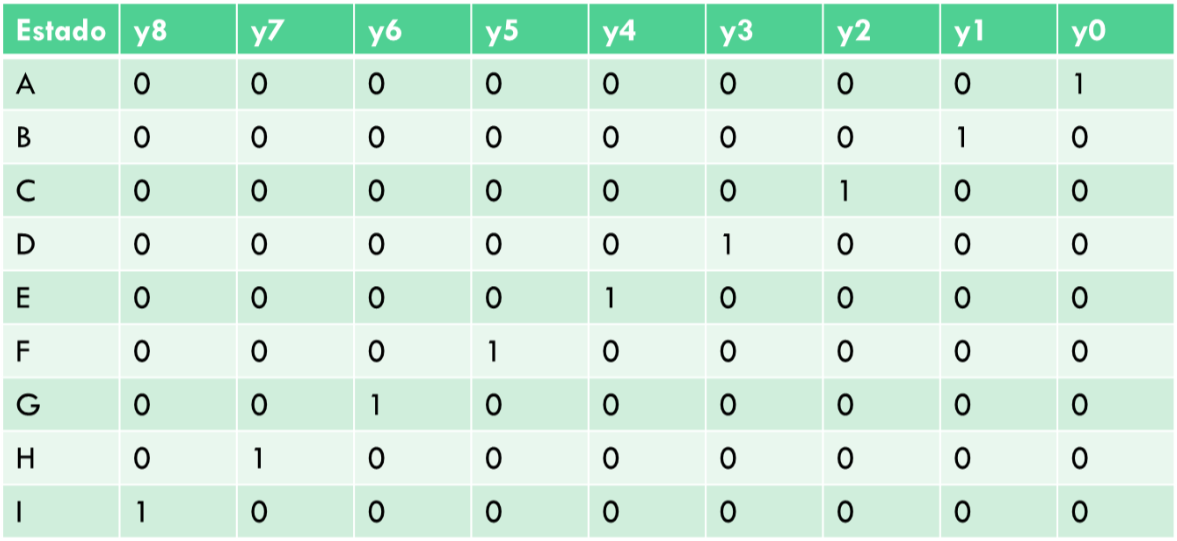 Estado y8 y7 y6 y5 y4 y3 y2 y1 y0
A 0 0 0 0 0 0 0 0 1
B 0 0 0 0 0 0 0 1 0
C 0 0 0 0 0 0 1 0 0
D 0 0 0 0 0 1 0 0 0
E 0 0 0 0 1 0 0 0 0
F 0 0 0 1 0 0 0 0 0
G 0 0 1 0 0 0 0 0 0
H 0 1 0 0 0 0 0 0 0
I 1 0 0 0 0 0 0 0 0